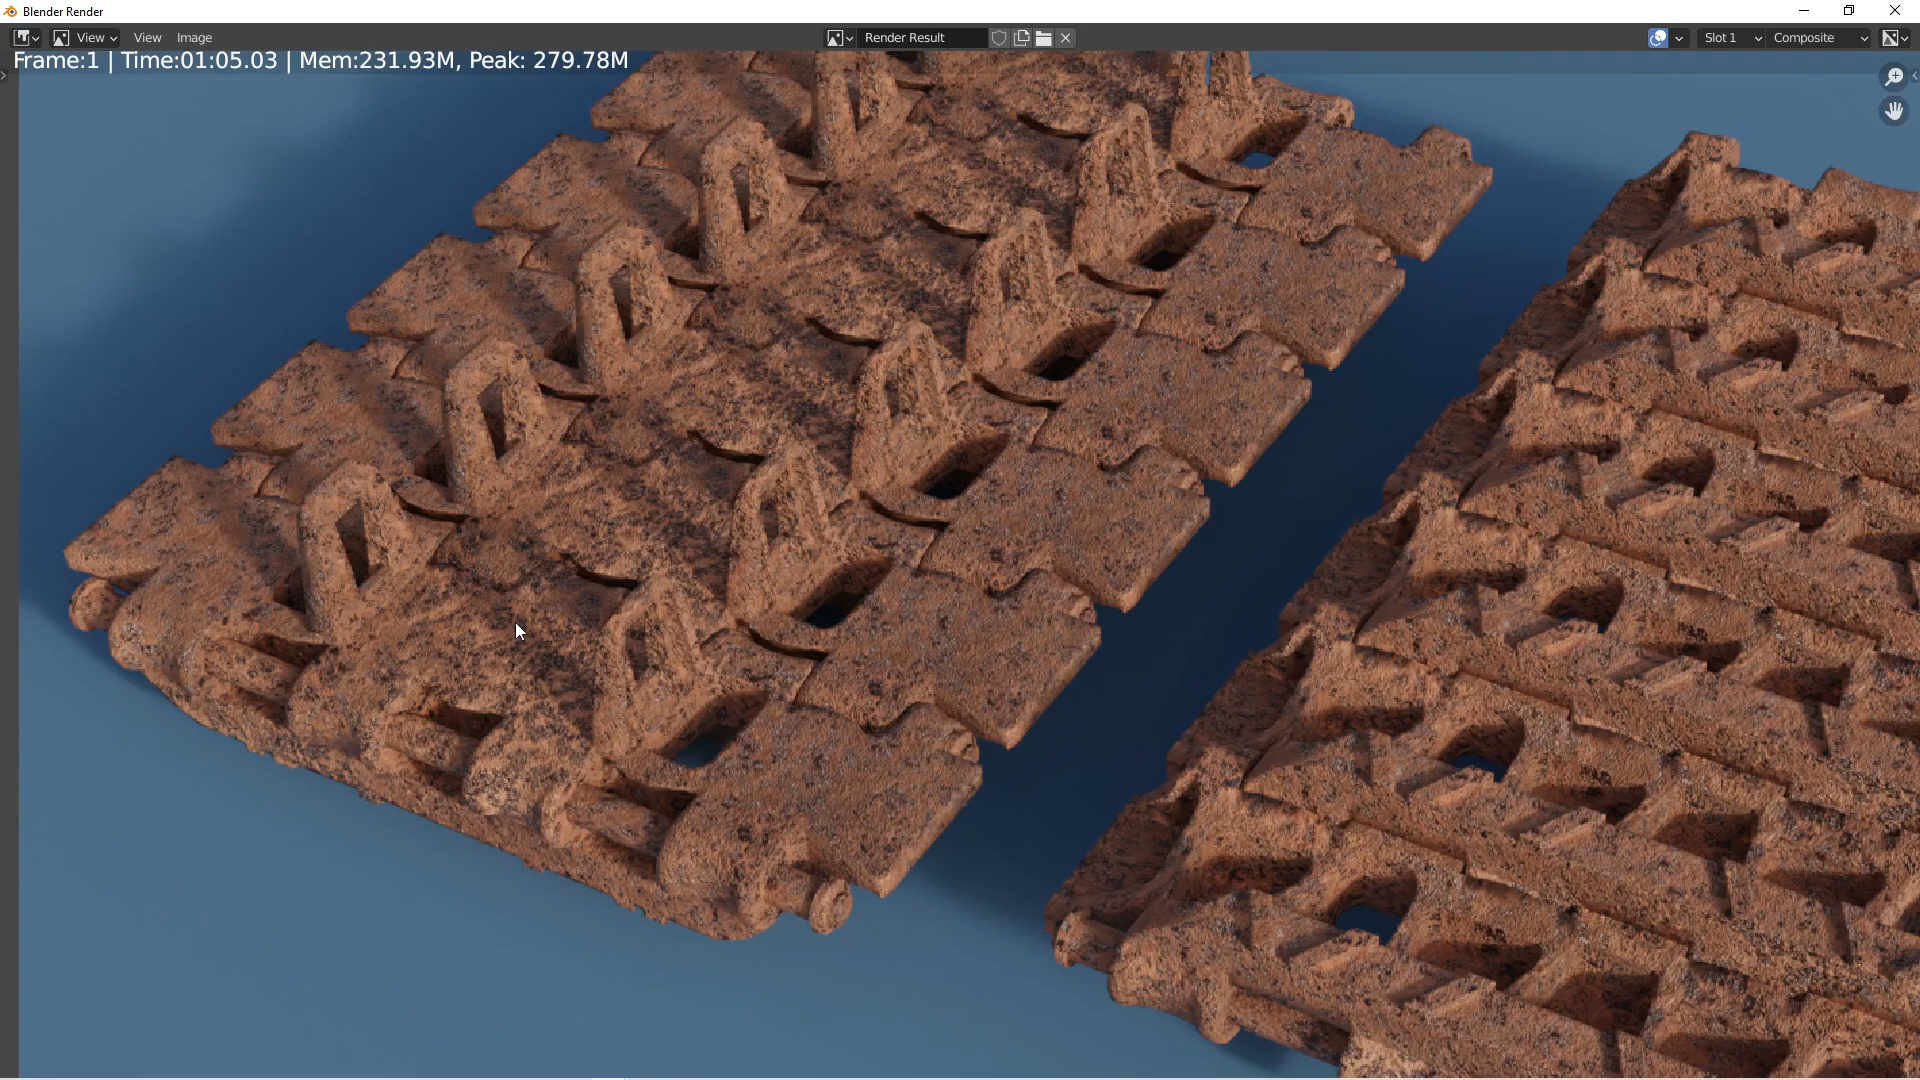 Blender Render
View View Image Render Result Slot 1 Composite
Frame:1 | Time:01:05.03 | Mem:231.93M, Peak: 279.78M